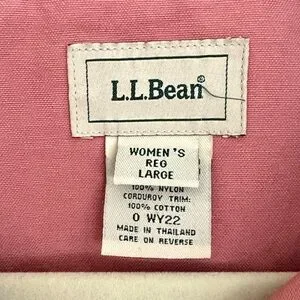 L.L.Bean®
WOMEN'S
REG
LARGE
100% NYLON
CORDUROY TRIM:
100% COTTON
0 WY22
MADE IN THAILAND
CARE ON REVERSE